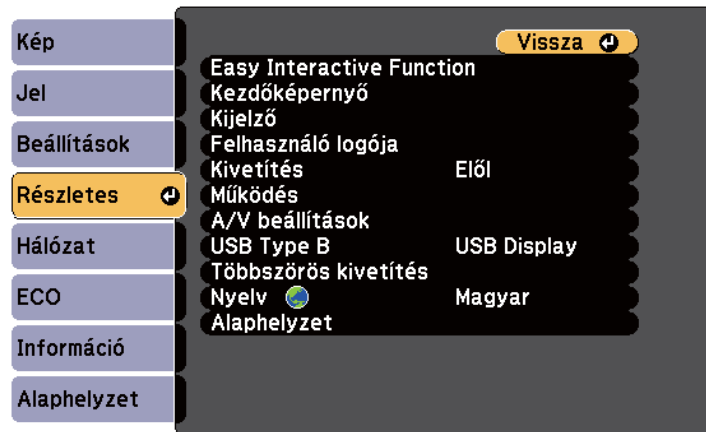 Kép
Jel
Beállítások
Részletes
Hálózat
ECO
Információ
Alaphelyzet
Vissza
Easy Interactive Function
Kezdőképernyő
Kijelző
Felhasználó logója
Kivetítés Elől
Működés
A/V beállítások
USB Type B USB Display
Többszörös kivetítés
Nyelv Magyar
Alaphelyzet